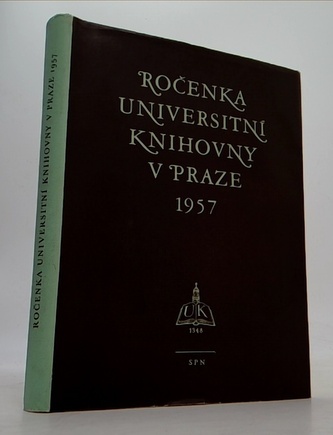 ROČENKA
UNIVERSITNÍ
KNIHOVNY
V PRAZE
1957
UK
1348
SPN
ROČENKA UNIVERSITNÍ KNIHOVNY V PRAZE 1957